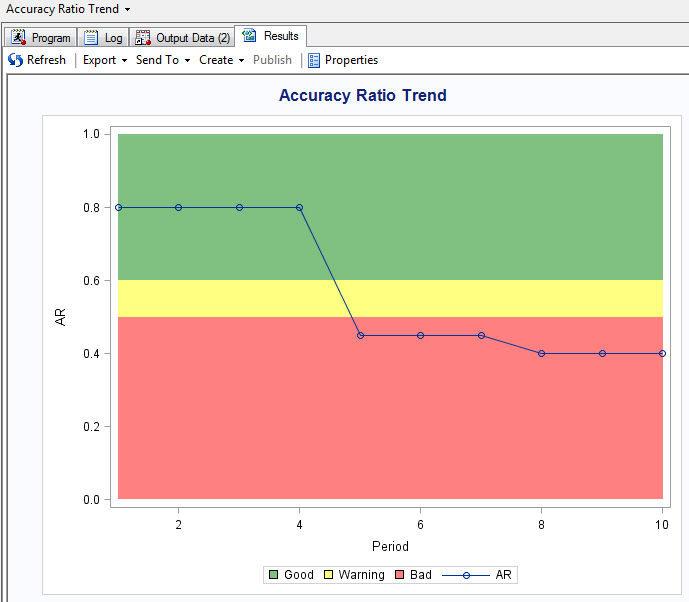 Accuracy Ratio Trend
Program Log Output Data (2) Results
Refresh Export Send To Create Publish Properties
Accuracy Ratio Trend
1.0
0.8
0.6
AR
0.4
0.2
0.0
2 4 6 8 10
Period
Good Warning Bad AR